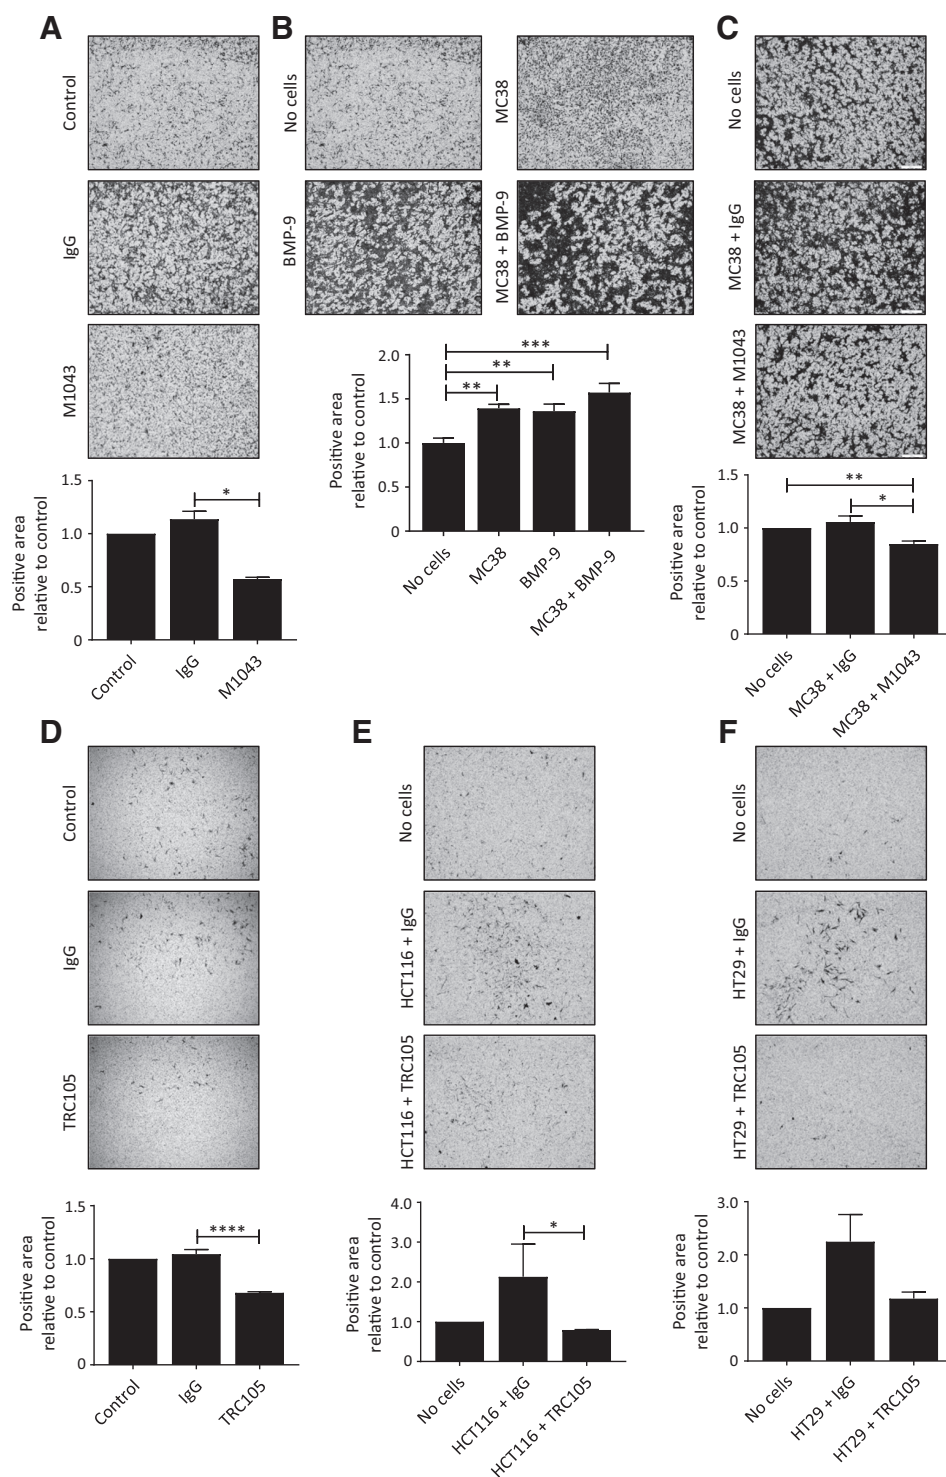 A
B
C
Control
No cells
MC38
No cells
IgG
BMP-9
MC38 + BMP-9
MC38 + IgG
M1043
MC38 + M1043
Positive area
relative to control
1.5
1.0
0.5
0
*
Control
IgG
M1043
Positive area
relative to control
2.0
1.5
1.0
0.5
0
***
**
**
No cells
MC38
BMP-9
MC38 + BMP-9
Positive area
relative to control
1.5
1.0
0.5
0
**
*
No cells
MC38 + IgG
MC38 + M1043
D
E
F
Control
No cells
No cells
IgG
HCT116 + IgG
HT29 + IgG
TRC105
HCT116 + TRC105
HT29 + TRC105
Positive area
relative to control
1.5
1.0
0.5
0
****
Control
IgG
TRC105
Positive area
relative to control
4.0
3.0
2.0
1.0
0
*
No cells
HCT116 + IgG
HCT116 + TRC105
Positive area
relative to control
3.0
2.0
1.0
0
No cells
HT29 + IgG
HT29 + TRC105